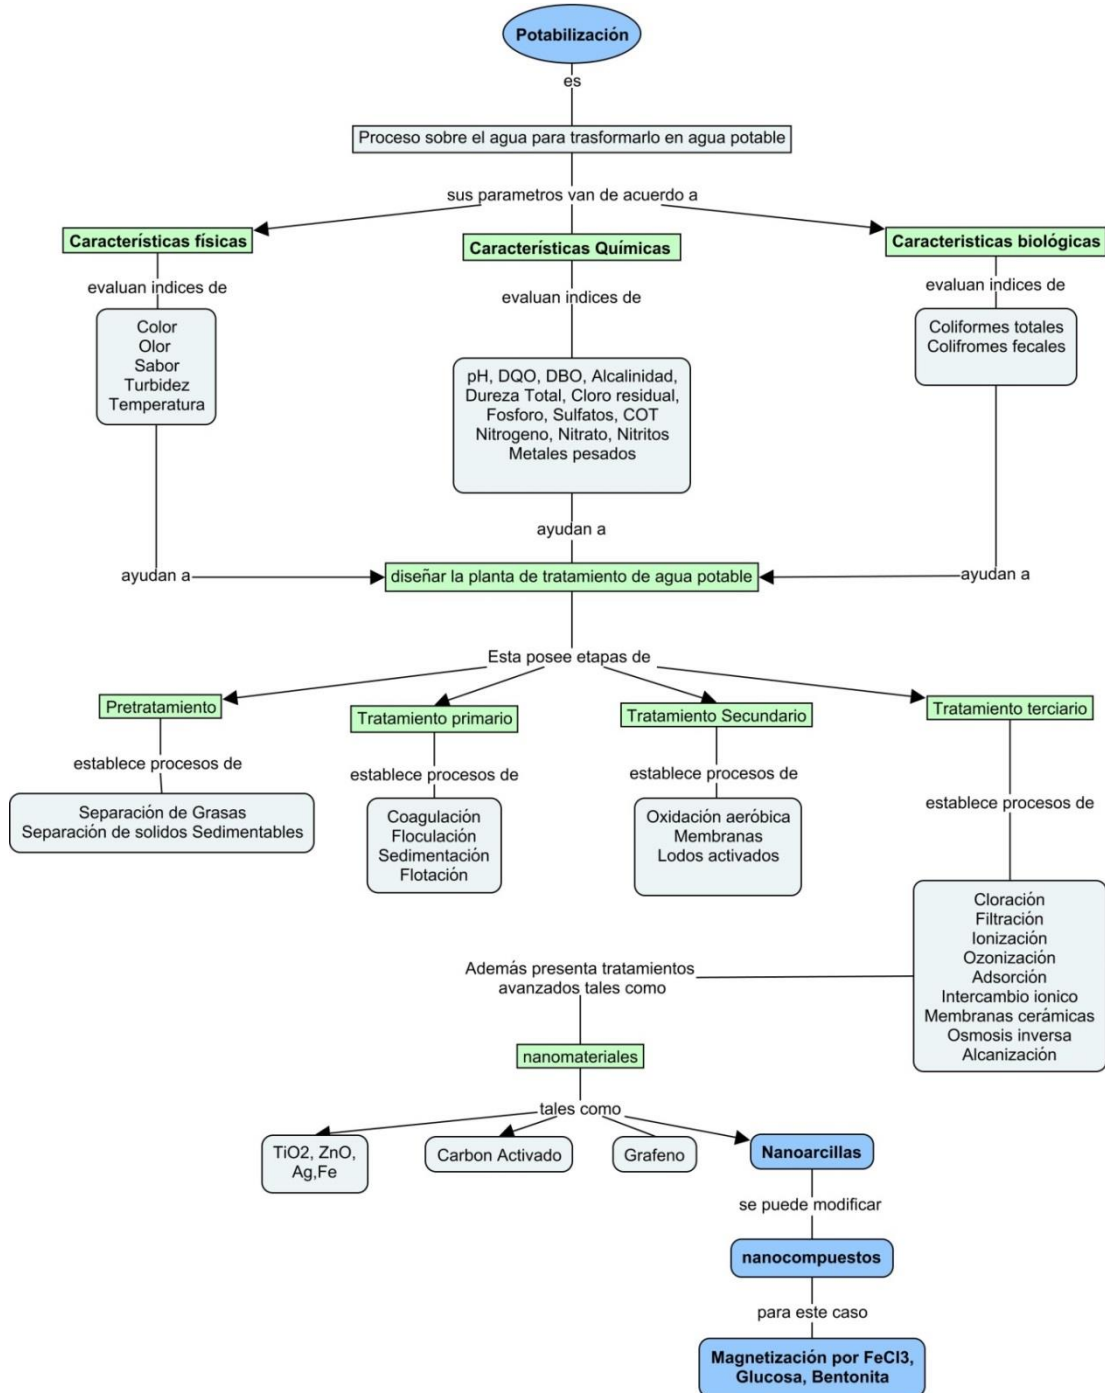 Potabilización
es
Proceso sobre el agua para trasformarlo en agua potable
sus parametros van de acuerdo a
Características físicas
Características Químicas
Caracteristicas biológicas
evaluan indices de
evaluan indices de
evaluan indices de
Color
Olor
Sabor
Turbidez
Temperatura
pH, DQO, DBO, Alcalinidad,
Dureza Total, Cloro residual,
Fosforo, Sulfatos, COT
Nitrogeno, Nitrato, Nitritos
Metales pesados
Coliformes totales
Colifromes fecales
ayudan a
ayudan a
ayudan a
diseñar la planta de tratamiento de agua potable
Esta posee etapas de
Pretratamiento
Tratamiento primario
Tratamiento Secundario
Tratamiento terciario
establece procesos de
establece procesos de
establece procesos de
establece procesos de
Separación de Grasas
Separación de solidos Sedimentables
Coagulación
Floculación
Sedimentación
Flotación
Oxidación aeróbica
Membranas
Lodos activados
Cloración
Filtración
Ionización
Ozonización
Adsorción
Intercambio ionico
Membranas cerámicas
Osmosis inversa
Alcanización
Además presenta tratamientos
avanzados tales como
nanomateriales
tales como
TiO2, ZnO,
Ag,Fe
Carbon Activado
Grafeno
Nanoarcillas
se puede modificar
nanocompuestos
para este caso
Magnetización por FeCl3,
Glucosa, Bentonita